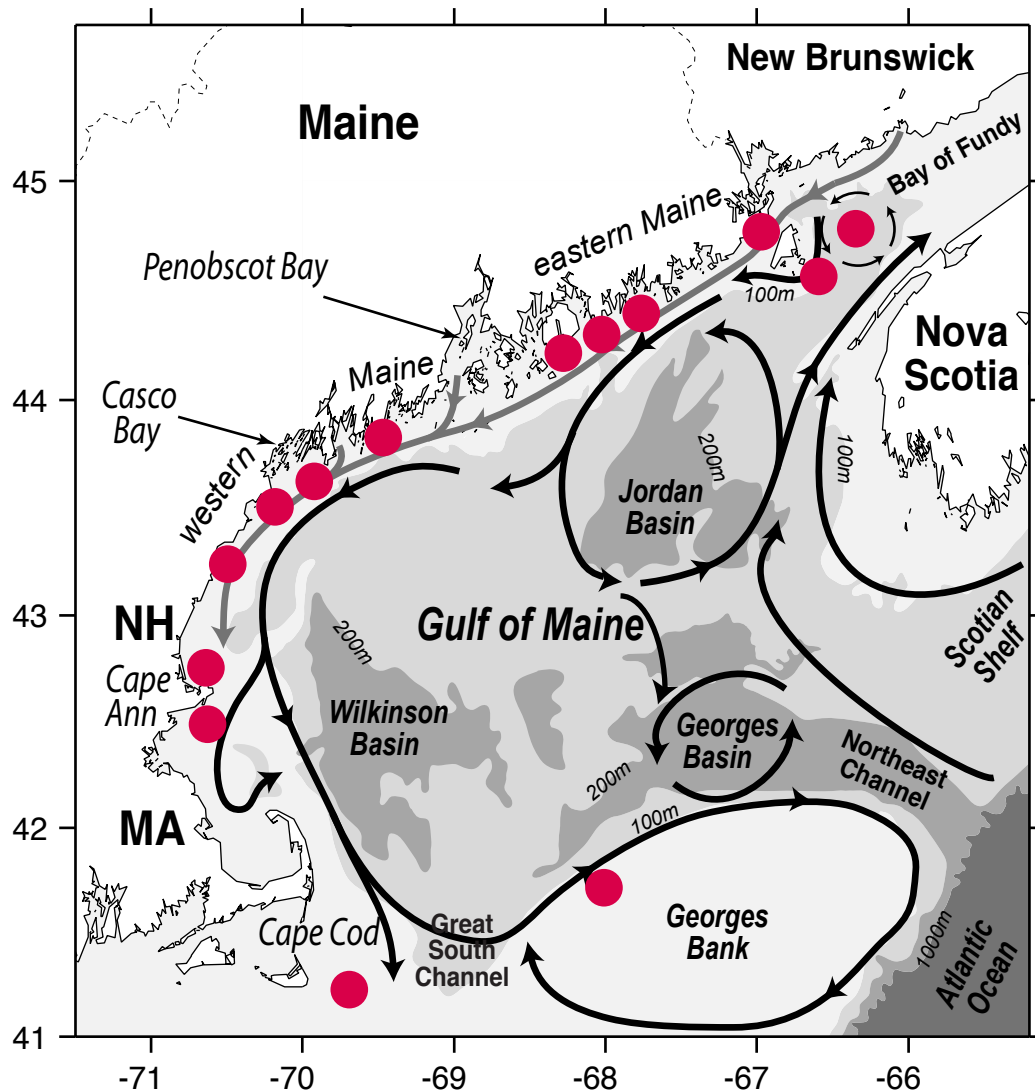 New Brunswick
Maine
Bay of Fundy
45
eastern Maine
Penobscot Bay
100m
Nova
Scotia
Maine
Casco
Bay
44
western
200m
100m
Jordan
Basin
43
NH
Gulf of Maine
Scotian
Shelf
Cape
Ann
200m
Wilkinson
Basin
Georges
Basin
Northeast
Channel
200m
100m
42
MA
Cape Cod
Great
South
Channel
Georges
Bank
1000m
Atlantic
Ocean
41
-71
-70
-69
-68
-67
-66